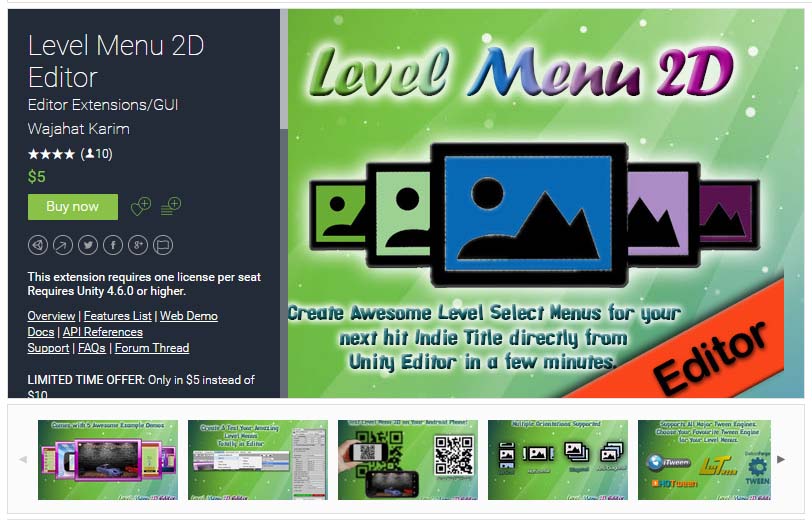 Level Menu 2D
Editor
Editor Extensions/GUI
Wajahat Karim
(10)
$5
Buy now
This extension requires one license per seat
Requires Unity 4.6.0 or higher.
Overview | Features List | Web Demo
Docs | API References
Support | FAQs | Forum Thread
LIMITED TIME OFFER: Only in $5 instead of
$10
Level Menu 2D
Create Awesome Level Select Menus for your
next hit Indie Title directly from
Unity Editor in a few minutes.
Editor
Comes with 5 Awesome Example Demos
Level Menu 2D Editor
Create & Test Your Amazing
Level Menus
Totally in Editor
Level Menu 2D Editor
Test Level Menu 2D on your Android Phone!
Level Menu 2D Editor
Multiple Orientations Supported
Level Menu 2D Editor
Supports All Major Tween Engines.
Choose Your Favourite Tween Engine
for Your Level Menus.
iTween
LeanTween
HOTween
TWEEN
Level Menu 2D Editor